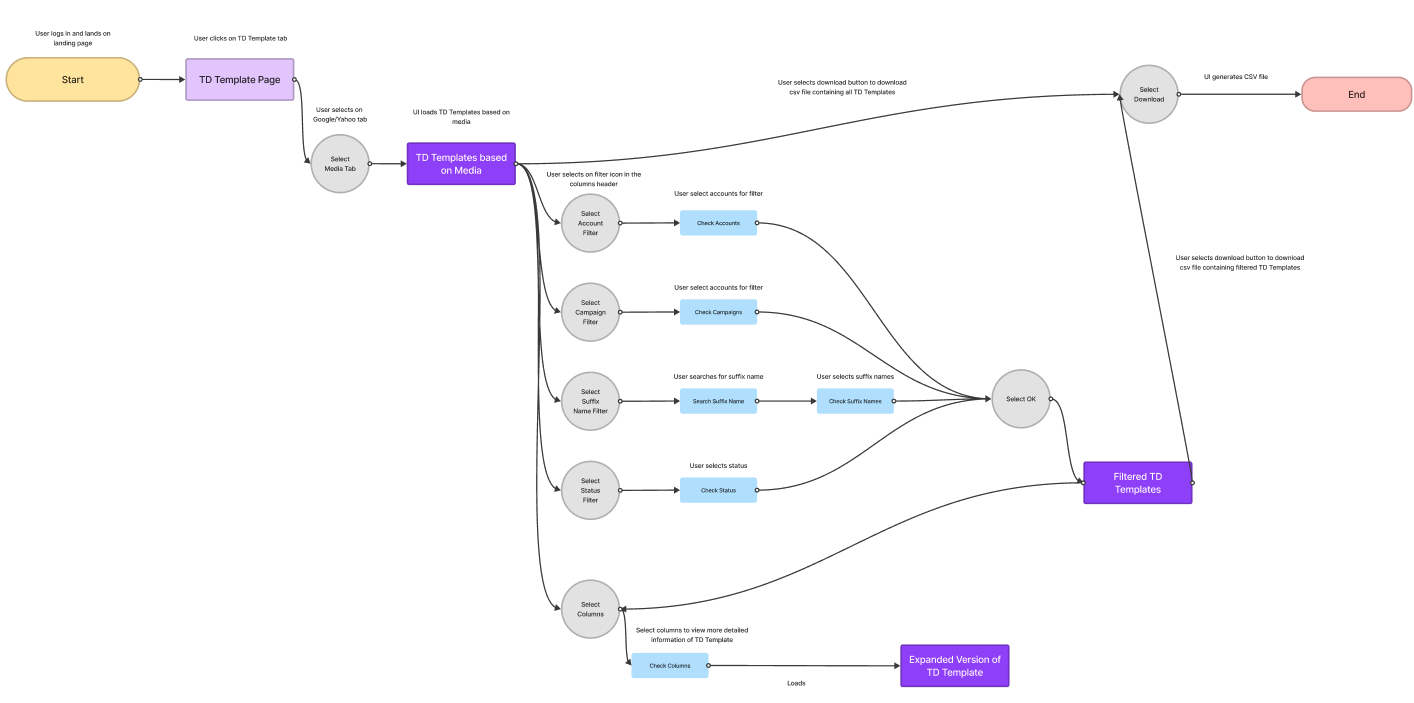 User logs in and lands on
landing page
User clicks on TD Template tab
Start
TD Template Page
User selects on
Google/Yahoo tab
UI loads TD Templates based on
media
Select
Media Tab
TD Templates based
on Media
User selects download button to download
csv file containing all TD Templates
Select
Download
UI generates CSV file
End
User selects on filter icon in the
columns header
Select
Account
Filter
User select accounts for filter
Check Accounts
User selects download button to download
csv file containing filtered TD Templates
Select
Campaign
Filter
User select accounts for filter
Check Campaigns
Select
Suffix
Name Filter
User searches for suffix name
Search Suffix Name
User selects suffix names
Check Suffix Names
Select OK
Select
Status
Filter
User selects status
Check Status
Filtered TD
Templates
Select
Columns
Select columns to view more detailed
information of TD Template
Check Columns
Loads
Expanded Version of
TD Template